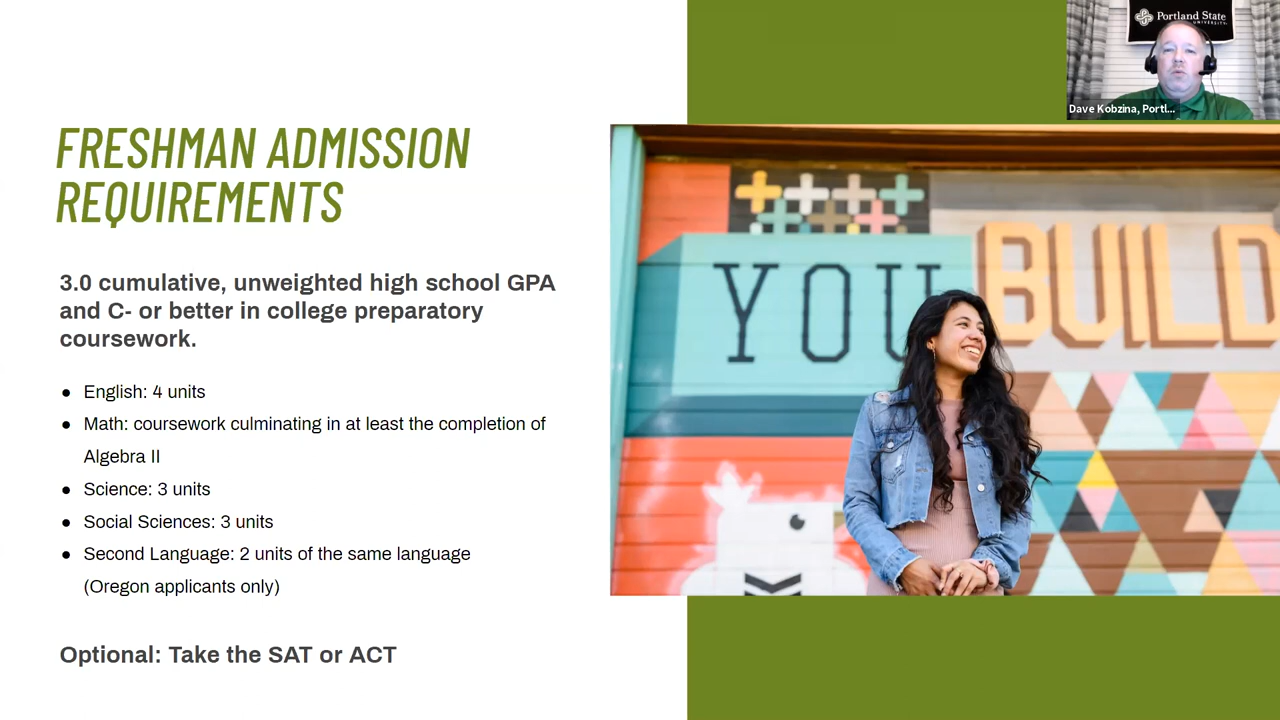 FRESHMAN ADMISSION
REQUIREMENTS
3.0 cumulative, unweighted high school GPA
and C- or better in college preparatory
coursework.
● English: 4 units
● Math: coursework culminating in at least the completion of
Algebra II
● Science: 3 units
● Social Sciences: 3 units
● Second Language: 2 units of the same language
(Oregon applicants only)
Optional: Take the SAT or ACT
Portland State
UNIVERSITY
Dave Kobzina, Portl...
YOU BUILD